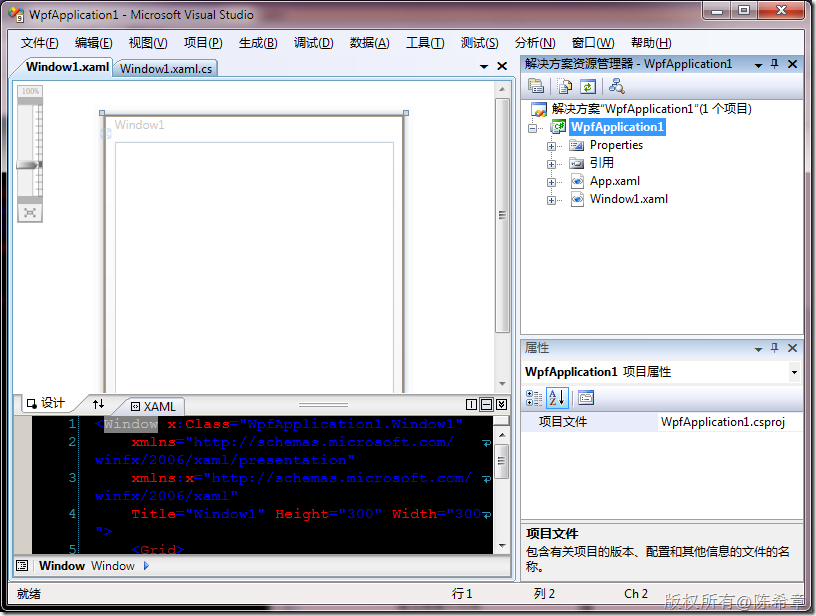 WpfApplication1 - Microsoft Visual Studio
文件(F) 编辑(E) 视图(V) 项目(P) 生成(B) 调试(D) 数据(A) 工具(T) 测试(S) 分析(N) 窗口(W) 帮助(H)
Window1.xaml Window1.xaml.cs
100%
Window1
设计 XAML
1 <Window x:Class="WpfApplication1.Window1"
2 xmlns="http://schemas.microsoft.com/
winfx/2006/xaml/presentation"
3 xmlns:x="http://schemas.microsoft.com/
winfx/2006/xaml"
4 Title="Window1" Height="300" Width="300
">
5 <Grid>
Window Window
解决方案资源管理器 - WpfApplication1
解决方案"WpfApplication1"(1 个项目)
WpfApplication1
Properties
引用
App.xaml
Window1.xaml
属性
WpfApplication1 项目属性
项目文件 WpfApplication1.csproj
项目文件
包含有关项目的版本、配置和其他信息的文件的名
称。
就绪 行 1 列 2 Ch 2
版权所有@陈希章